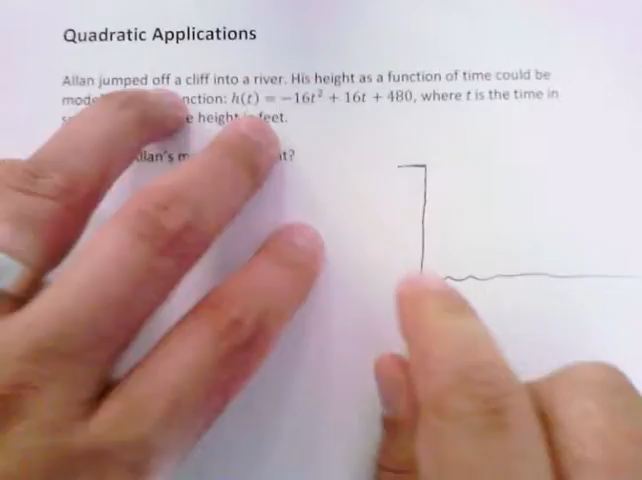 Quadratic Applications
Allan jumped off a cliff into a river. His height as a function of time could be
nction: h(t) = −16t² + 16t + 480, where t is the time in
e height feet.